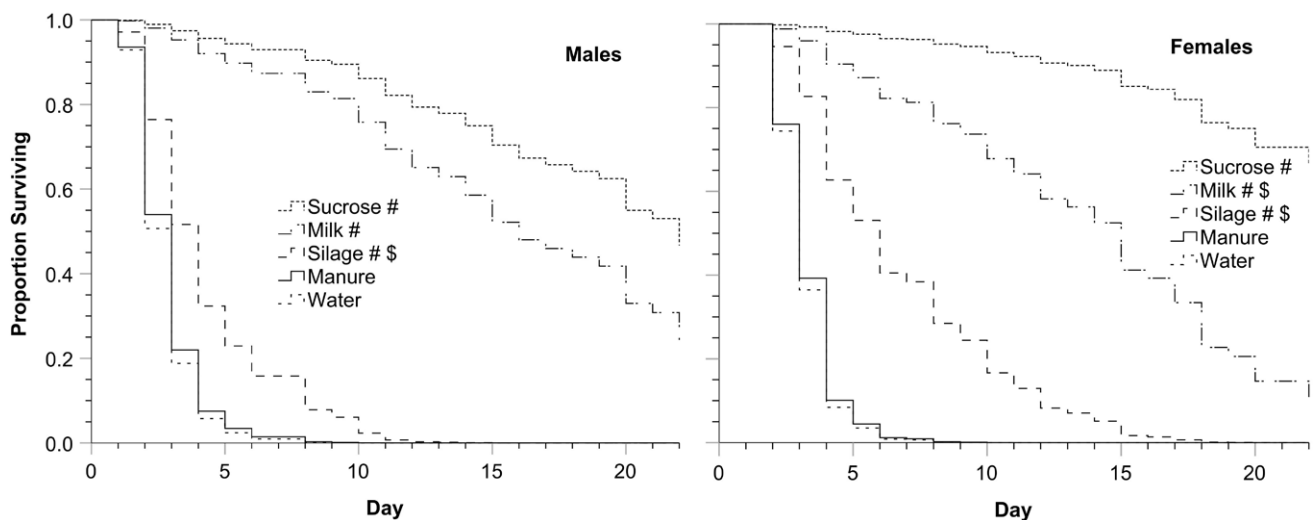 Proportion Surviving
1.0
0.8
0.6
0.4
0.2
0.0
Males
Sucrose #
Milk #
Silage # $
Manure
Water
0 5 10 15 20
Day
Females
Sucrose #
Milk # $
Silage # $
Manure
Water
0 5 10 15 20
Day